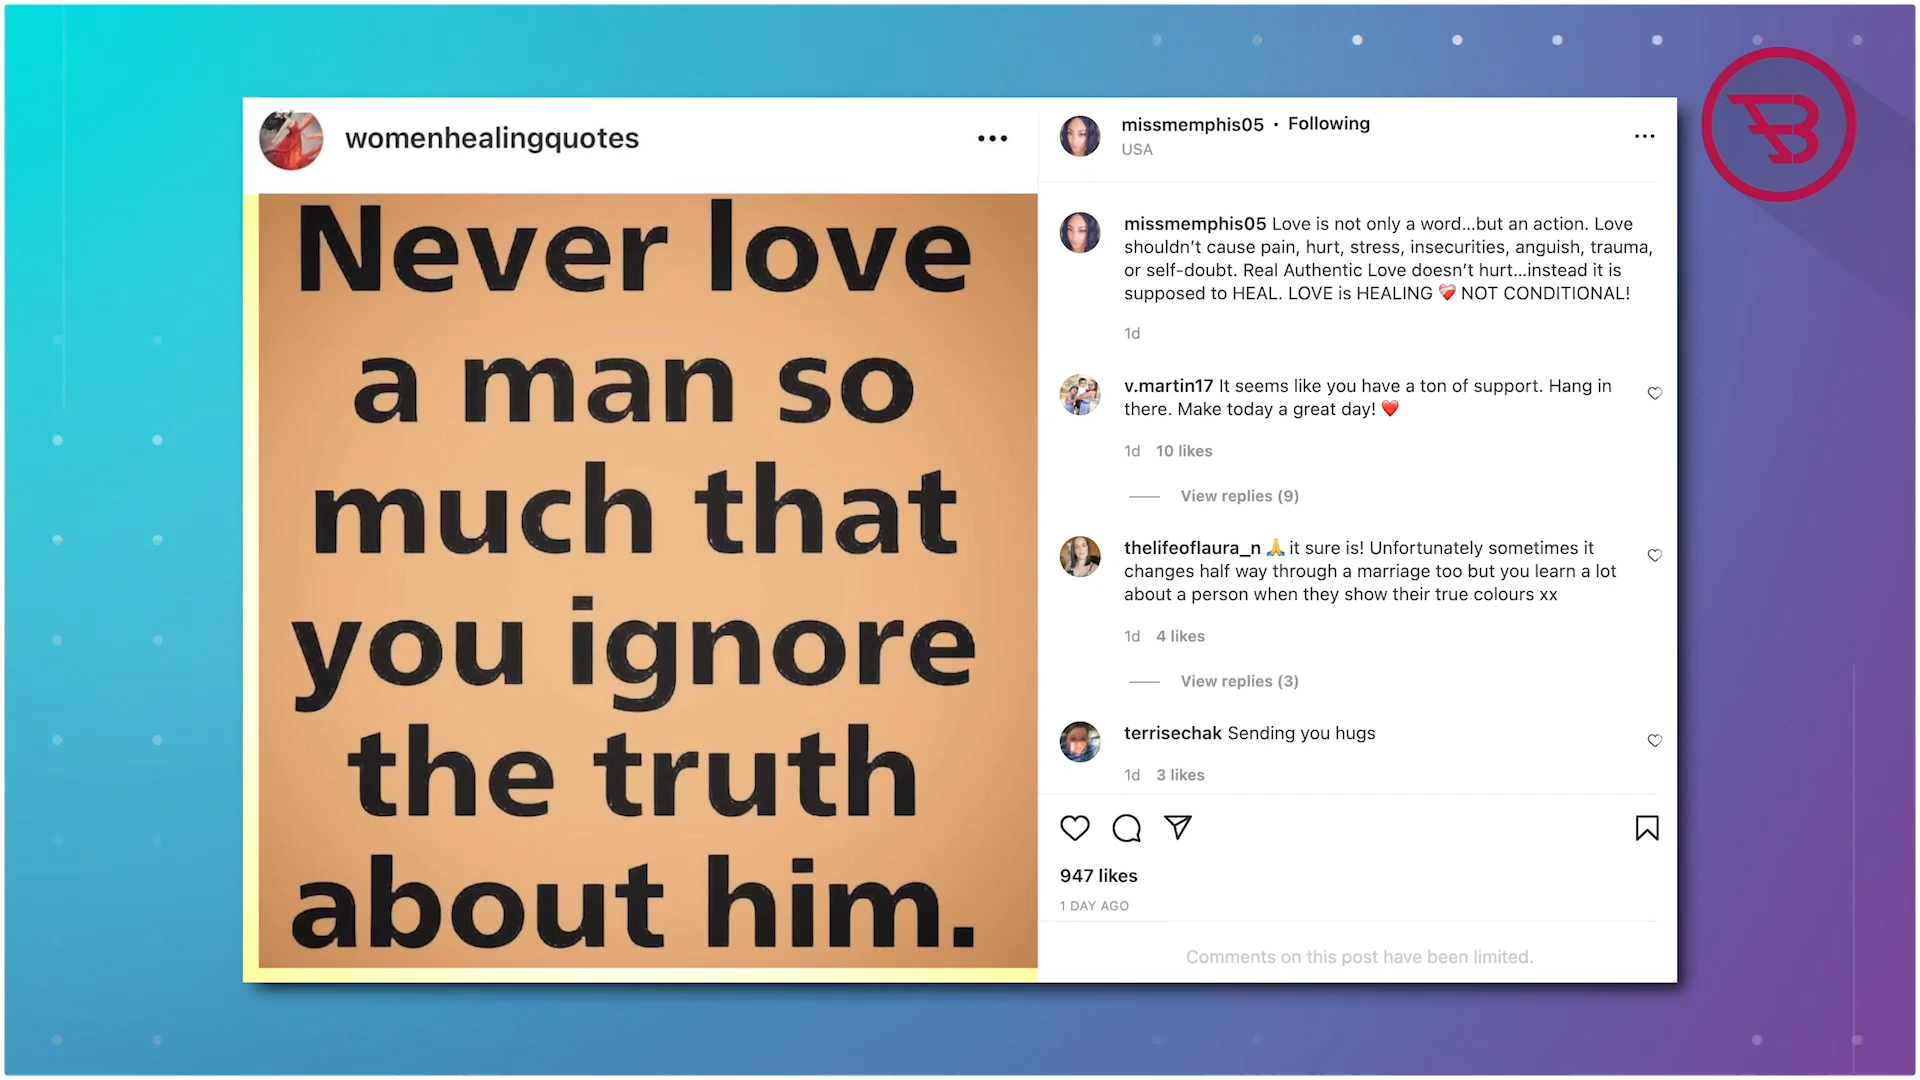 womenhealingquotes
Never love
a man so
much that
you ignore
the truth
about him.
missmemphis05 • Following
USA
missmemphis05 Love is not only a word...but an action. Love
shouldn't cause pain, hurt, stress, insecurities, anguish, trauma,
or self-doubt. Real Authentic Love doesn't hurt...instead it is
supposed to HEAL. LOVE is HEALING ❤️‍🩹 NOT CONDITIONAL!
1d
v.martin17 It seems like you have a ton of support. Hang in
there. Make today a great day! ❤️
1d 10 likes
View replies (9)
thelifeoflaura_n 🙏 it sure is! Unfortunately sometimes it
changes half way through a marriage too but you learn a lot
about a person when they show their true colours xx
1d 4 likes
View replies (3)
terrisechak Sending you hugs
1d 3 likes
947 likes
1 DAY AGO
Comments on this post have been limited.